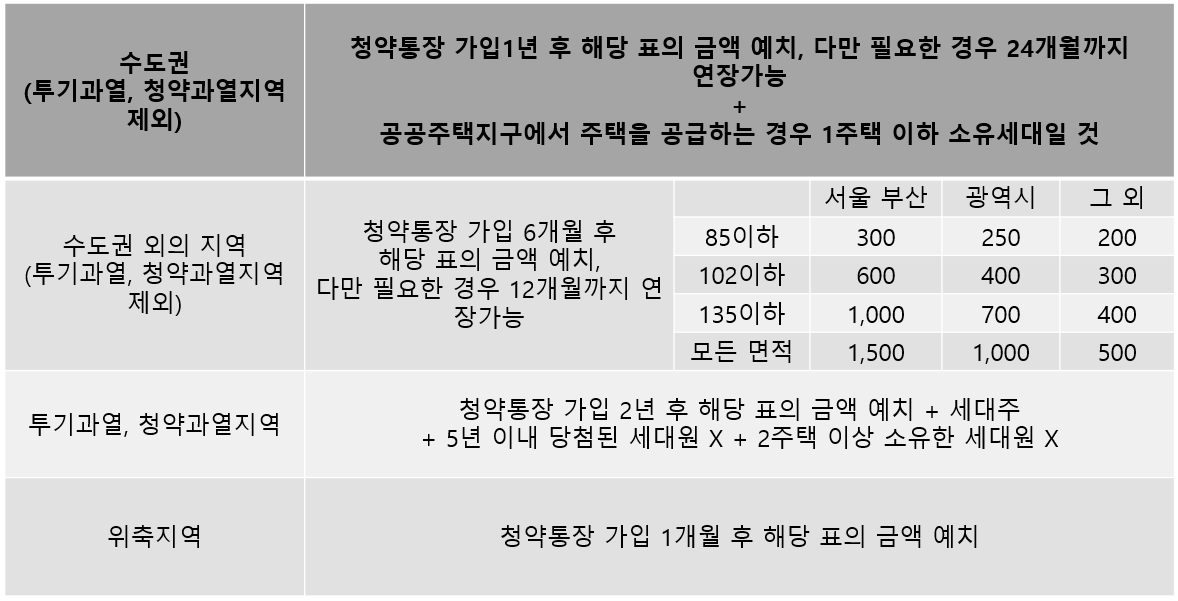 수도권
(투기과열, 청약과열지역
제외)
청약통장 가입1년 후 해당 표의 금액 예치, 다만 필요한 경우 24개월까지
연장가능
+
공공주택지구에서 주택을 공급하는 경우 1주택 이하 소유세대일 것
수도권 외의 지역
(투기과열, 청약과열지역
제외)
청약통장 가입 6개월 후
해당 표의 금액 예치,
다만 필요한 경우 12개월까지 연
장가능
서울 부산 광역시 그 외
85이하 300 250 200
102이하 600 400 300
135이하 1,000 700 400
모든 면적 1,500 1,000 500
투기과열, 청약과열지역
청약통장 가입 2년 후 해당 표의 금액 예치 + 세대주
+ 5년 이내 당첨된 세대원 X + 2주택 이상 소유한 세대원 X
위축지역
청약통장 가입 1개월 후 해당 표의 금액 예치